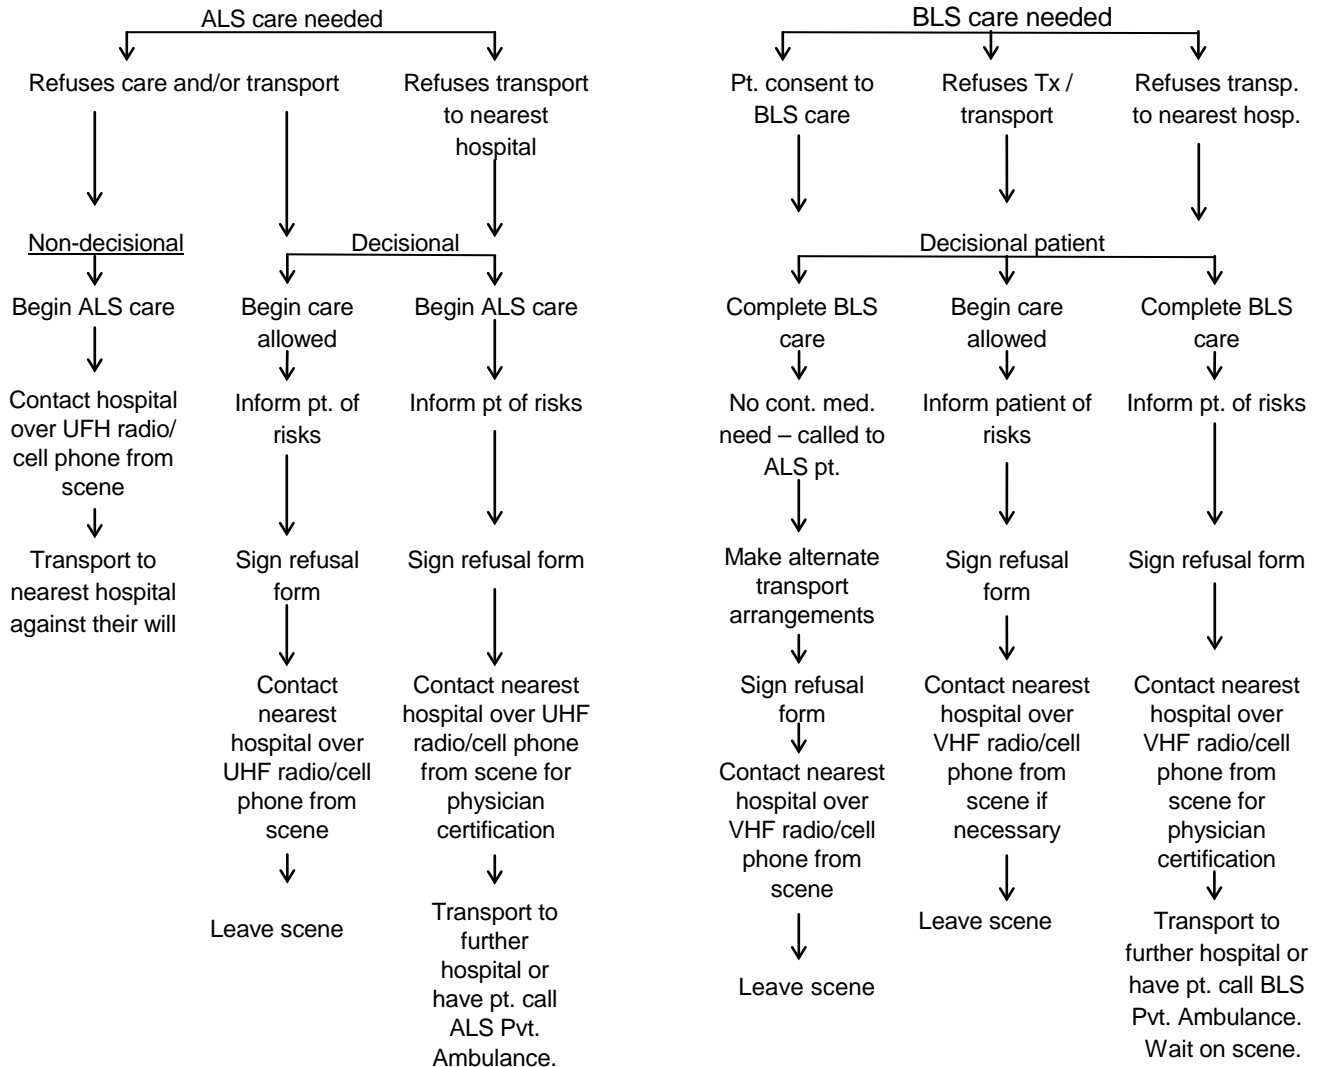 ALS care needed
Refuses care and/or transport
Refuses transport
to nearest
hospital
Non-decisional
Decisional
Begin ALS care
Contact hospital
over UFH radio/
cell phone from
scene
Transport to
nearest hospital
against their will
Begin care
allowed
Inform pt. of
risks
Sign refusal
form
Contact
nearest
hospital over
UHF radio/cell
phone from
scene
Leave scene
Begin ALS care
Inform pt of risks
Sign refusal form
Contact nearest
hospital over UHF
radio/cell phone
from scene for
physician
certification
Transport to
further
hospital or
have pt. call
ALS Pvt.
Ambulance.
BLS care needed
Pt. consent to
BLS care
Refuses Tx /
transport
Refuses transp.
to nearest hosp.
Decisional patient
Complete BLS
care
No cont. med.
need – called to
ALS pt.
Make alternate
transport
arrangements
Sign refusal
form
Contact nearest
hospital over
VHF radio/cell
phone from
scene
Leave scene
Begin care
allowed
Inform patient of
risks
Sign refusal
form
Contact nearest
hospital over
VHF radio/cell
phone from
scene if
necessary
Leave scene
Complete BLS
care
Inform pt. of risks
Sign refusal form
Contact nearest
hospital over
VHF radio/cell
phone from
scene for
physician
certification
Transport to
further hospital or
have pt. call BLS
Pvt. Ambulance.
Wait on scene.